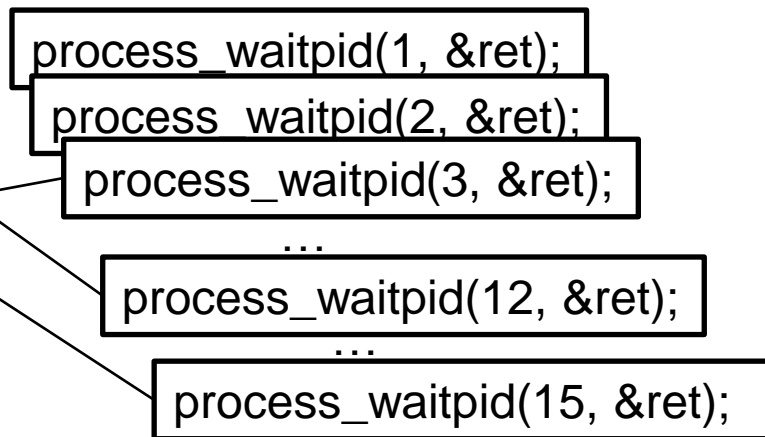 process_waitpid(1, &ret);
process_waitpid(2, &ret);
process_waitpid(3, &ret);
...
process_waitpid(12, &ret);
...
process_waitpid(15, &ret);